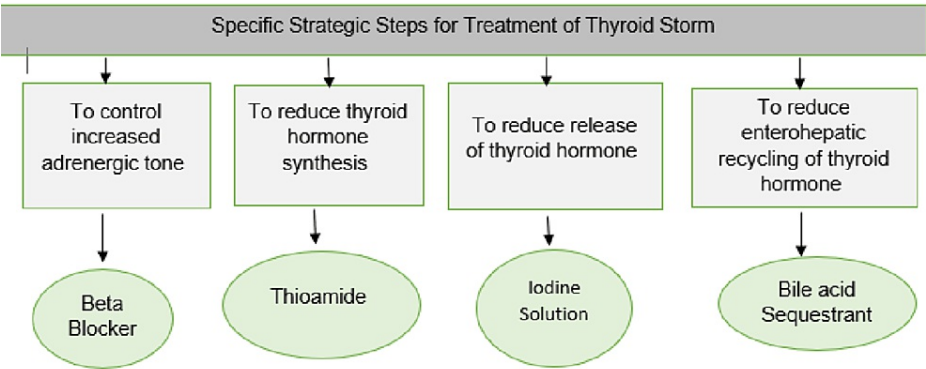 Specific Strategic Steps for Treatment of Thyroid Storm
To control
increased
adrenergic tone
To reduce thyroid
hormone
synthesis
To reduce release
of thyroid hormone
To reduce
enterohepatic
recycling of thyroid
hormone
Beta
Blocker
Thioamide
Iodine
Solution
Bile acid
Sequestrant